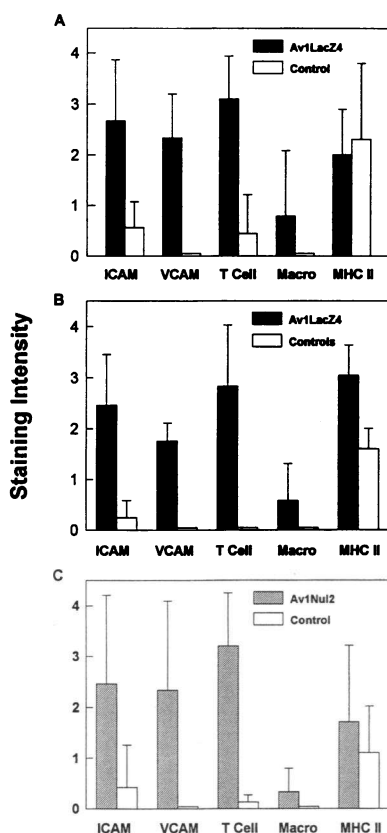 A
Av1LacZ4
Control
4
3
2
1
0
ICAM VCAM T Cell Macro MHC II
B
Av1LacZ4
Controls
4
3
2
1
0
ICAM VCAM T Cell Macro MHC II
Staining Intensity
C
Av1Nul2
Control
4
3
2
1
0
ICAM VCAM T Cell Macro MHC II